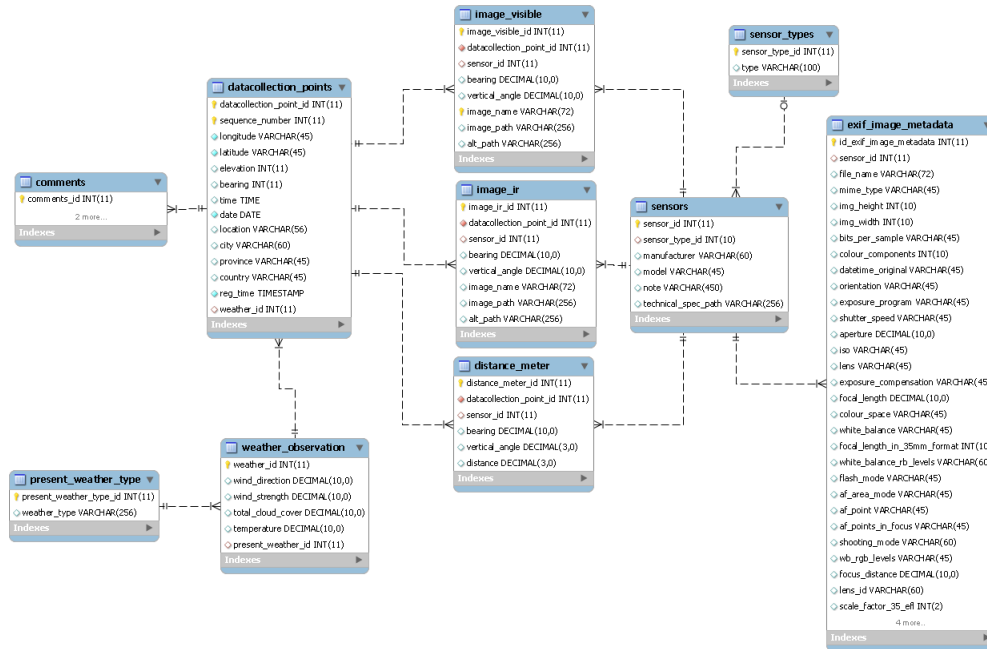 image_visible
image_visible_id INT(11)
datacollection_point_id INT(11)
sensor_id INT(11)
bearing DECIMAL(10,0)
vertical_angle DECIMAL(10,0)
image_name VARCHAR(72)
image_path VARCHAR(256)
alt_path VARCHAR(256)
Indexes
sensor_types
sensor_type_id INT(11)
type VARCHAR(100)
Indexes
datacollection_points
datacollection_point_id INT(11)
sequence_number INT(11)
longitude VARCHAR(45)
latitude VARCHAR(45)
elevation INT(11)
bearing INT(11)
time TIME
date DATE
location VARCHAR(56)
city VARCHAR(60)
province VARCHAR(45)
country VARCHAR(45)
reg_time TIMESTAMP
weather_id INT(11)
Indexes
exif_image_metadata
id_exif_image_metadata INT(11)
sensor_id INT(11)
file_name VARCHAR(72)
mime_type VARCHAR(45)
img_height INT(10)
img_width INT(10)
bits_per_sample VARCHAR(45)
colour_components INT(10)
datetime_original VARCHAR(45)
orientation VARCHAR(45)
exposure_program VARCHAR(45)
shutter_speed VARCHAR(45)
aperture DECIMAL(10,0)
iso VARCHAR(45)
lens VARCHAR(45)
exposure_compensation VARCHAR(45)
focal_length DECIMAL(10,0)
colour_space VARCHAR(45)
white_balance VARCHAR(45)
focal_length_in_35mm_format INT(10
white_balance_rb_levels VARCHAR(60
flash_mode VARCHAR(45)
af_area_mode VARCHAR(45)
af_point VARCHAR(45)
af_points_in_focus VARCHAR(45)
shooting_mode VARCHAR(60)
wb_rgb_levels VARCHAR(45)
focus_distance DECIMAL(10,0)
lens_id VARCHAR(60)
scale_factor_35_efl INT(2)
4 more...
Indexes
comments
comments_id INT(11)
2 more...
Indexes
image_ir
image_ir_id INT(11)
datacollection_point_id INT(11)
sensor_id INT(11)
bearing DECIMAL(10,0)
vertical_angle DECIMAL(10,0)
image_name VARCHAR(72)
image_path VARCHAR(256)
alt_path VARCHAR(256)
Indexes
sensors
sensor_id INT(11)
sensor_type_id INT(10)
manufacturer VARCHAR(60)
model VARCHAR(45)
note VARCHAR(450)
technical_spec_path VARCHAR(256)
Indexes
distance_meter
distance_meter_id INT(11)
datacollection_point_id INT(11)
sensor_id INT(11)
bearing DECIMAL(10,0)
vertical_angle DECIMAL(3,0)
distance DECIMAL(3,0)
Indexes
weather_observation
weather_id INT(11)
wind_direction DECIMAL(10,0)
wind_strength DECIMAL(10,0)
total_cloud_cover DECIMAL(10,0)
temperature DECIMAL(10,0)
present_weather_id INT(11)
Indexes
present_weather_type
present_weather_type_id INT(11)
weather_type VARCHAR(256)
Indexes